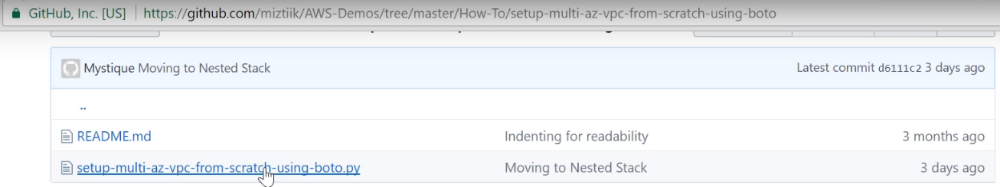 GitHub, Inc. [US] https://github.com/miztiik/AWS-Demos/tree/master/How-To/setup-multi-az-vpc-from-scratch-using-boto
Mystique Moving to Nested Stack Latest commit d6111c2 3 days ago
..
README.md Indenting for readability 3 months ago
setup-multi-az-vpc-from-scratch-using-boto.py Moving to Nested Stack 3 days ago